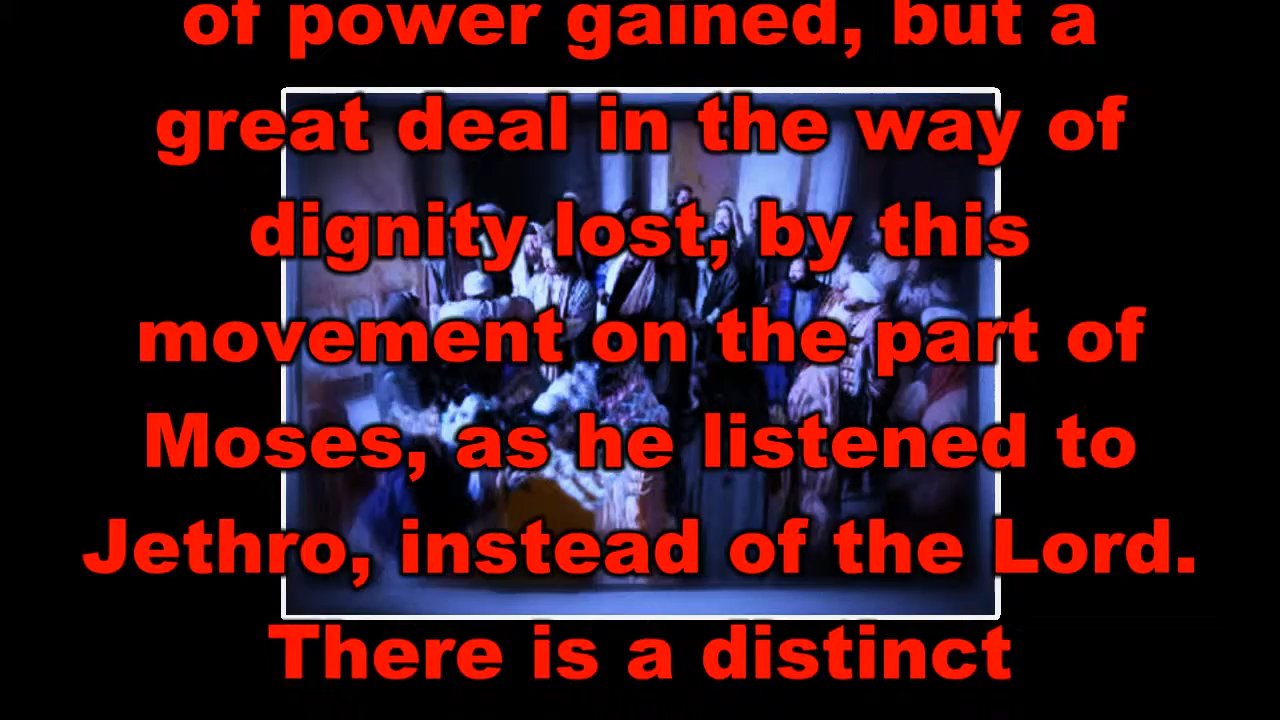 of power gained, but a
great deal in the way of
dignity lost, by this
movement on the part of
Moses, as he listened to
Jethro, instead of the Lord.
There is a distinct